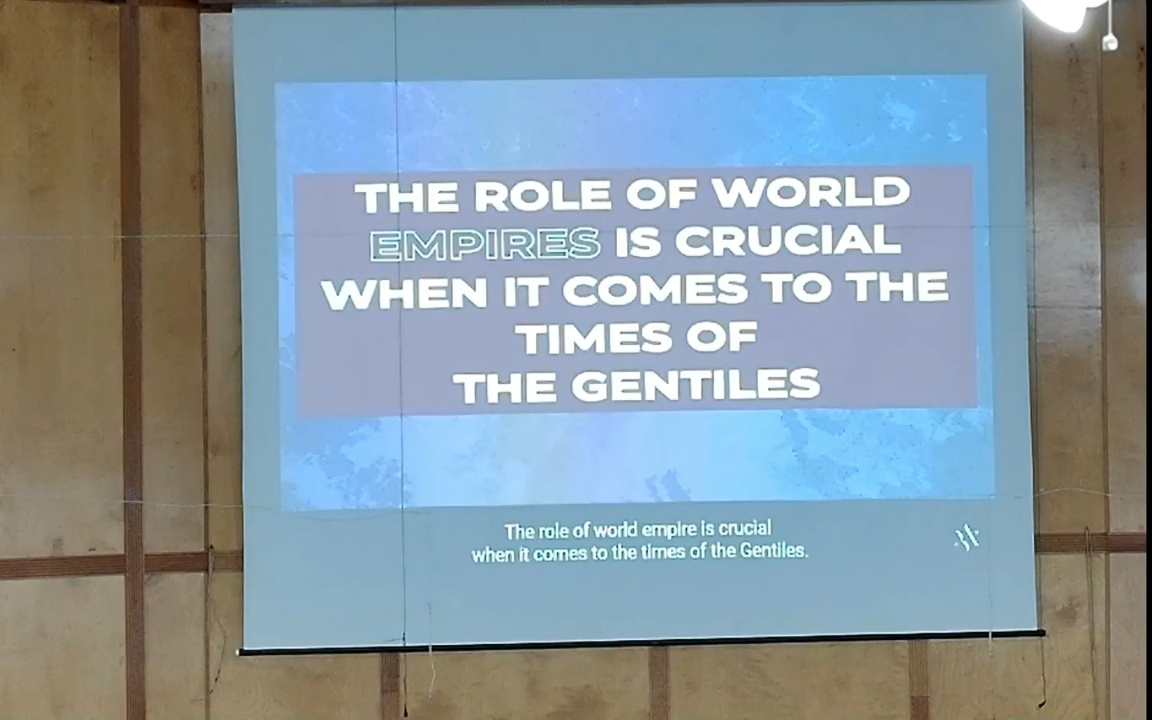 THE ROLE OF WORLD
EMPIRES IS CRUCIAL
WHEN IT COMES TO THE
TIMES OF
THE GENTILES
The role of world empire is crucial
when it comes to the times of the Gentiles.